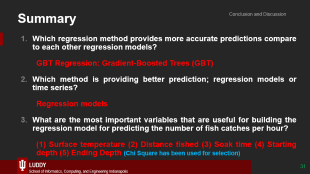 Conclusion and Discussion
Summary
1. Which regression method provides more accurate predictions compare
to each other regression models?
GBT Regression: Gradient-Boosted Trees (GBT)
2. Which method is providing better prediction; regression models or
time series?
Regression models
3. What are the most important variables that are useful for building the
regression model for predicting the number of fish catches per hour?
(1) Surface temperature (2) Distance fished (3) Soak time (4) Starting
depth (5) Ending Depth (Chi Square has been used for selection)
LUDDY
School of Informatics, Computing, and Engineering Indianapolis